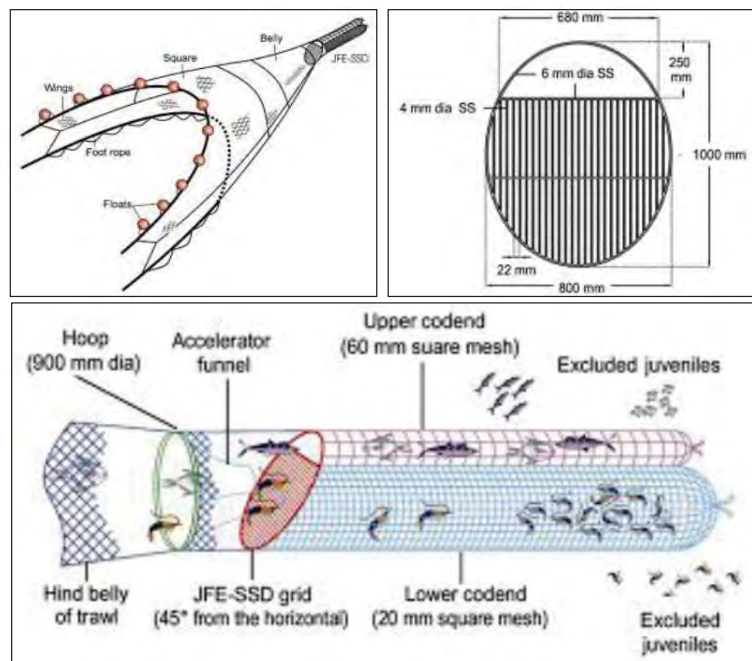 Belly
Square
JFE-SSD
Wings
Foot rope
Floats
680 mm
250
mm
6 mm dia SS
4 mm dia SS
1000 mm
22 mm
800 mm
Hoop
(900 mm dia)
Accelerator
funnel
Upper codend
(60 mm suare mesh)
Excluded juveniles
Hind belly
of trawl
JFE-SSD grid
(45° from the horizontal)
Lower codend
(20 mm square mesh)
Excluded
juveniles